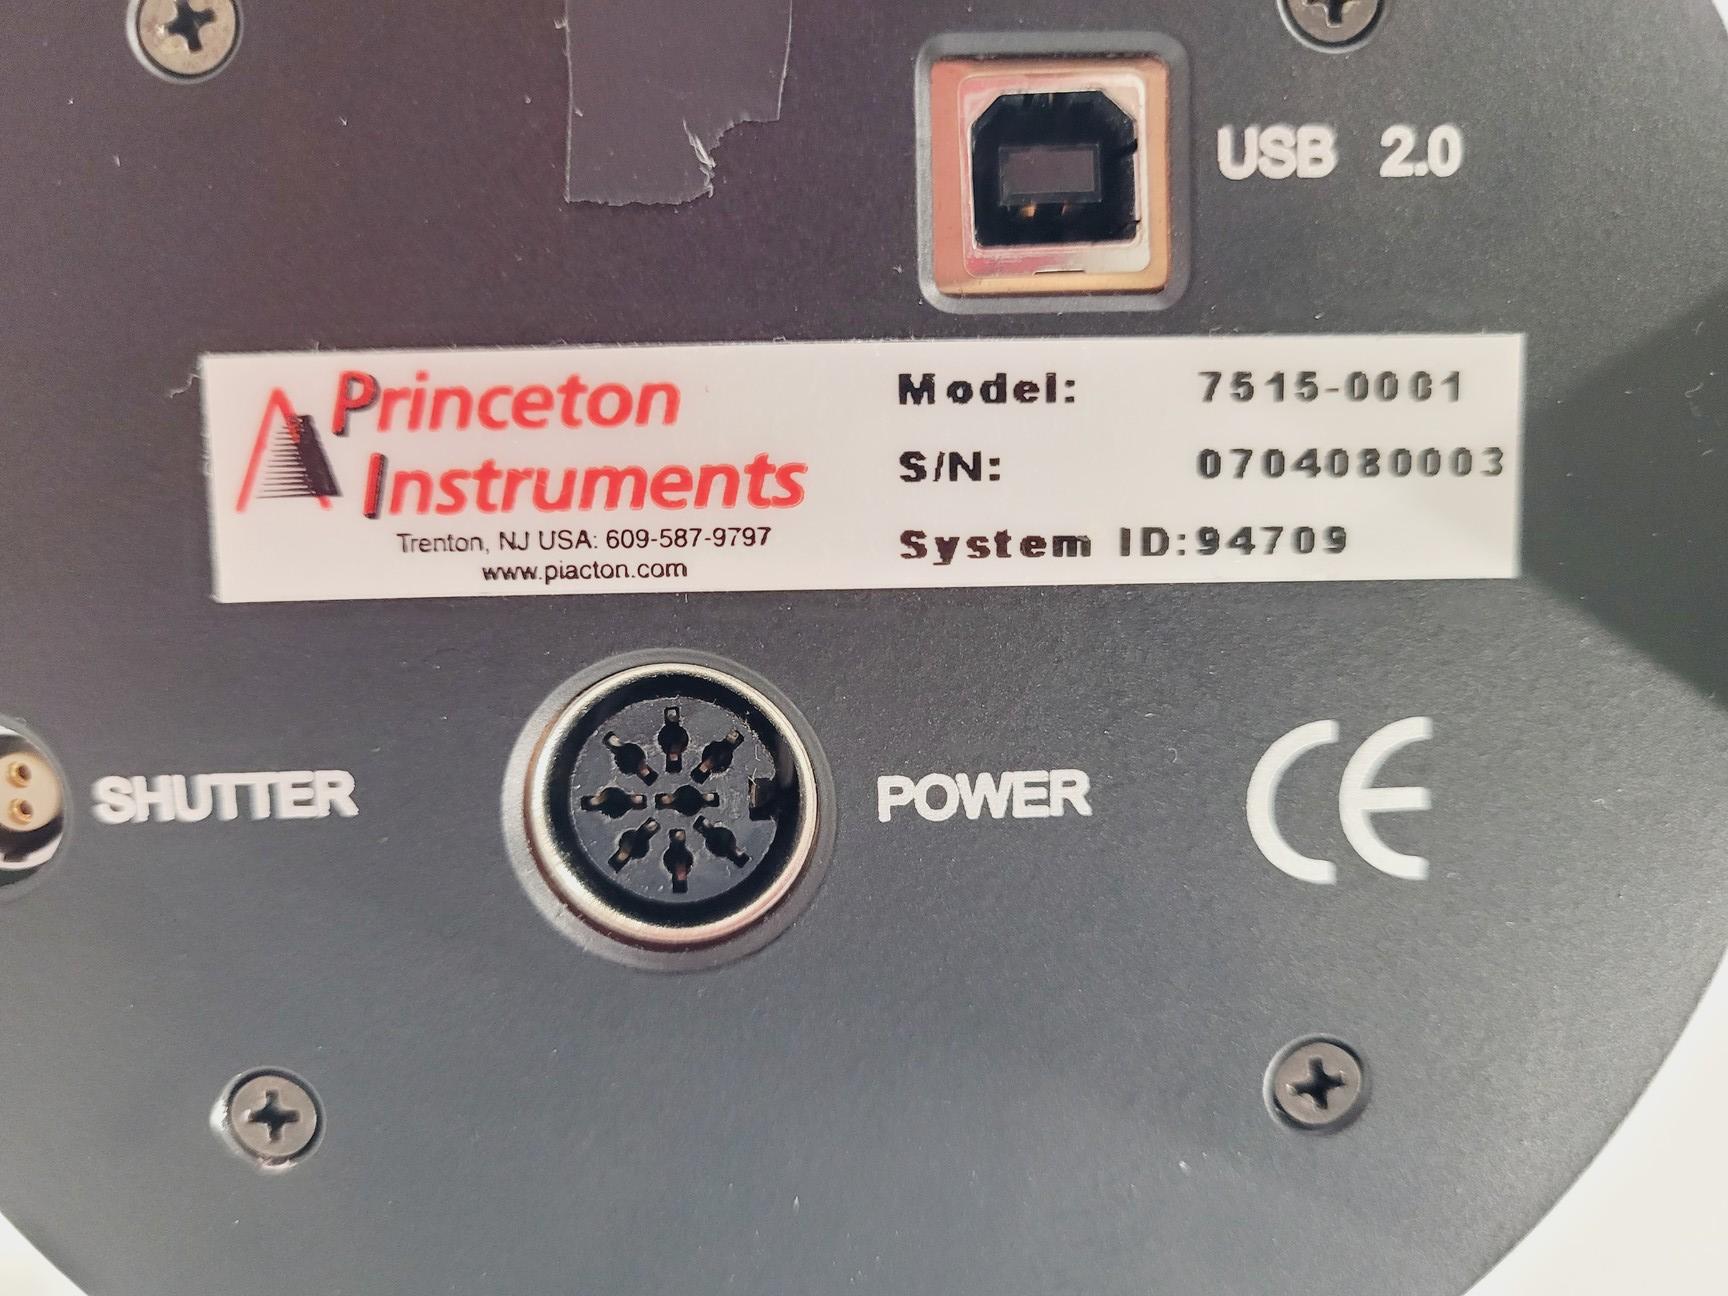 USB 2.0
Princeton
Instruments
Trenton, NJ USA: 609-587-9797
www.piacton.com
Model: 7515-0001
S/N: 0704080003
System ID:94709
SHUTTER
POWER
CE